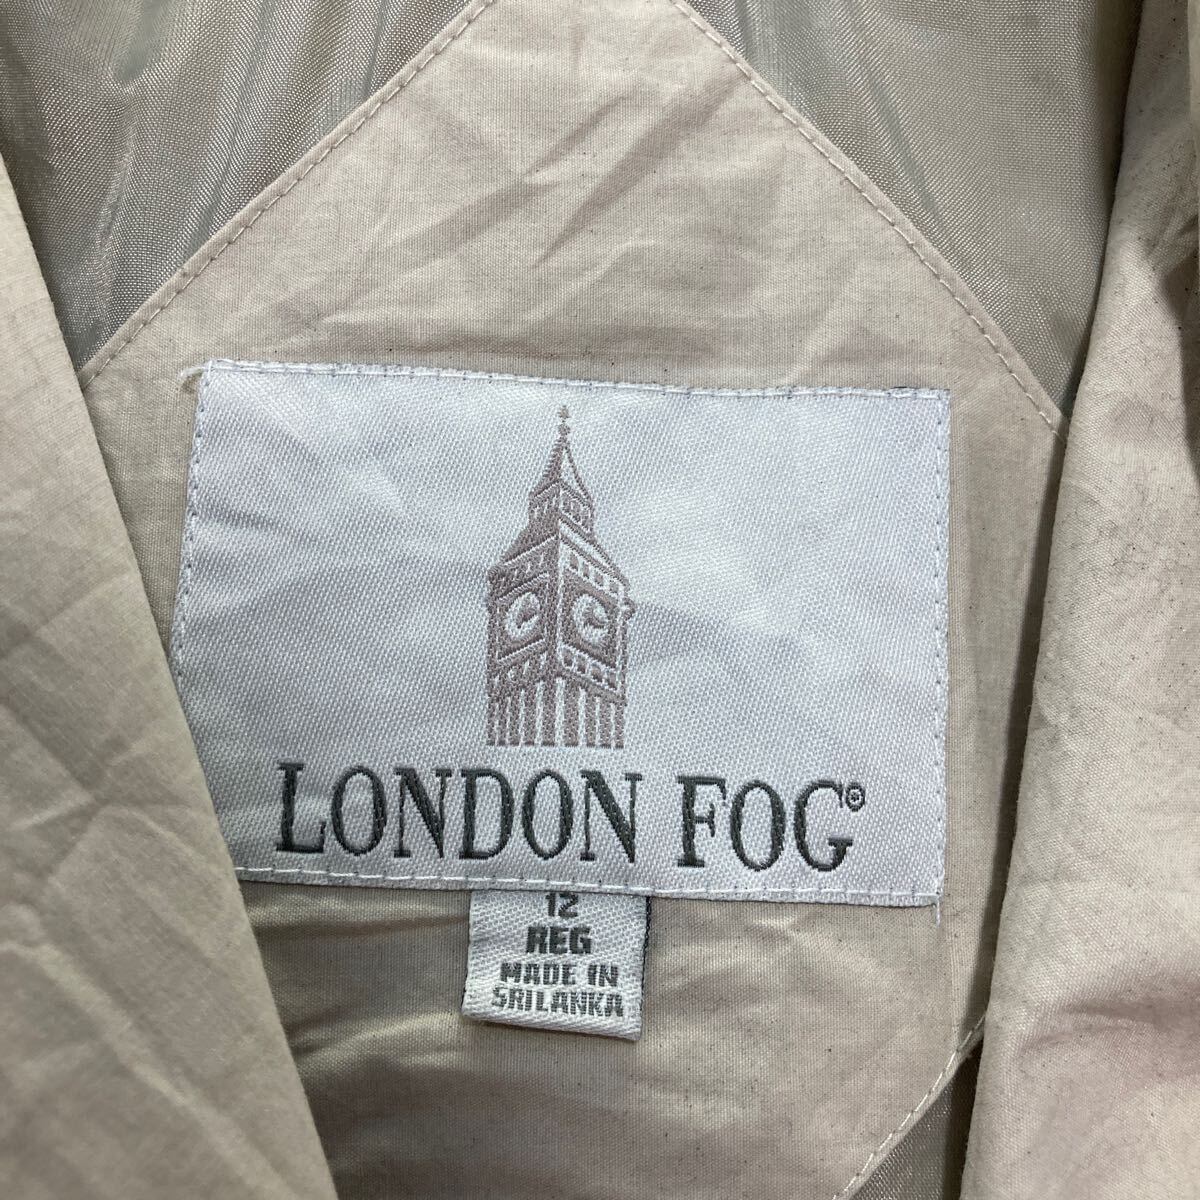 LONDON FOG®
12
REG
MADE IN
SRILANKA